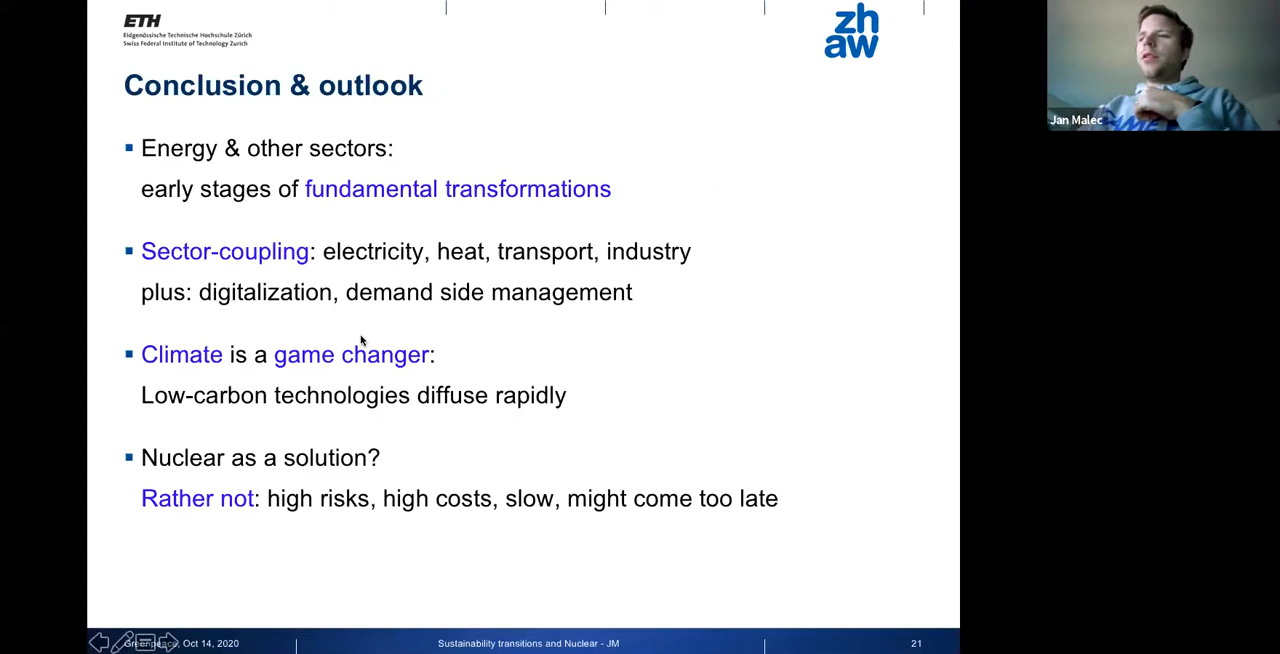 ETH
Eidgenössische Technische Hochschule Zürich
Swiss Federal Institute of Technology Zurich
zh
aw
Jan Malec
Conclusion & outlook
Energy & other sectors:
early stages of fundamental transformations
Sector-coupling: electricity, heat, transport, industry
plus: digitalization, demand side management
Climate is a game changer:
Low-carbon technologies diffuse rapidly
Nuclear as a solution?
Rather not: high risks, high costs, slow, might come too late
Greenpeace, Oct 14, 2020
Sustainability transitions and Nuclear - JM
21